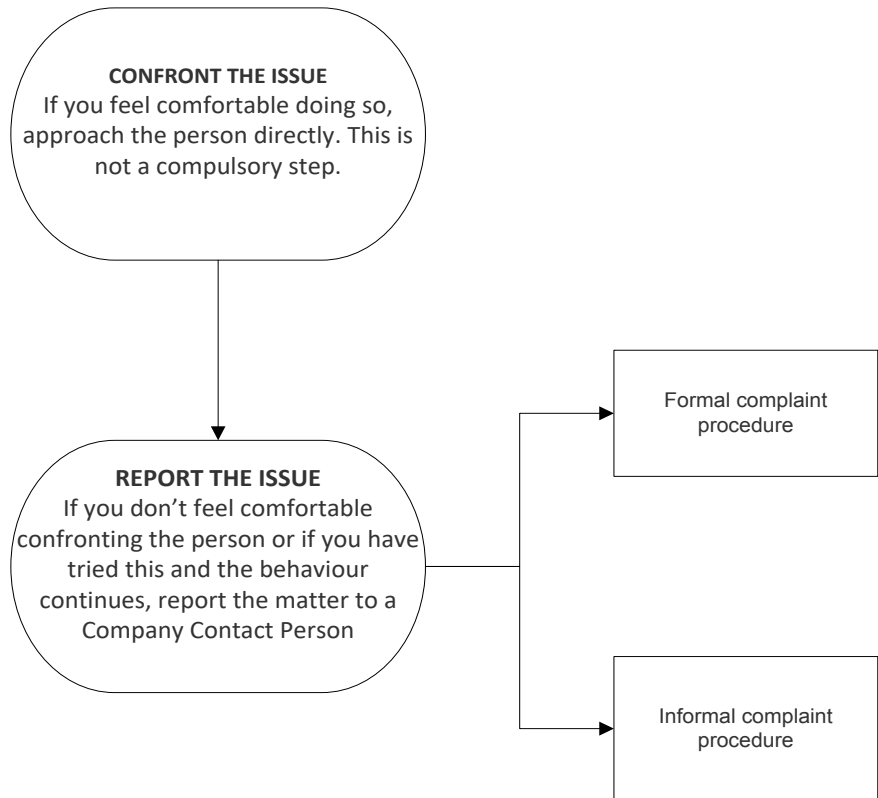 CONFRONT THE ISSUE
If you feel comfortable doing so,
approach the person directly. This is
not a compulsory step.
REPORT THE ISSUE
If you don’t feel comfortable
confronting the person or if you have
tried this and the behaviour
continues, report the matter to a
Company Contact Person
Formal complaint
procedure
Informal complaint
procedure